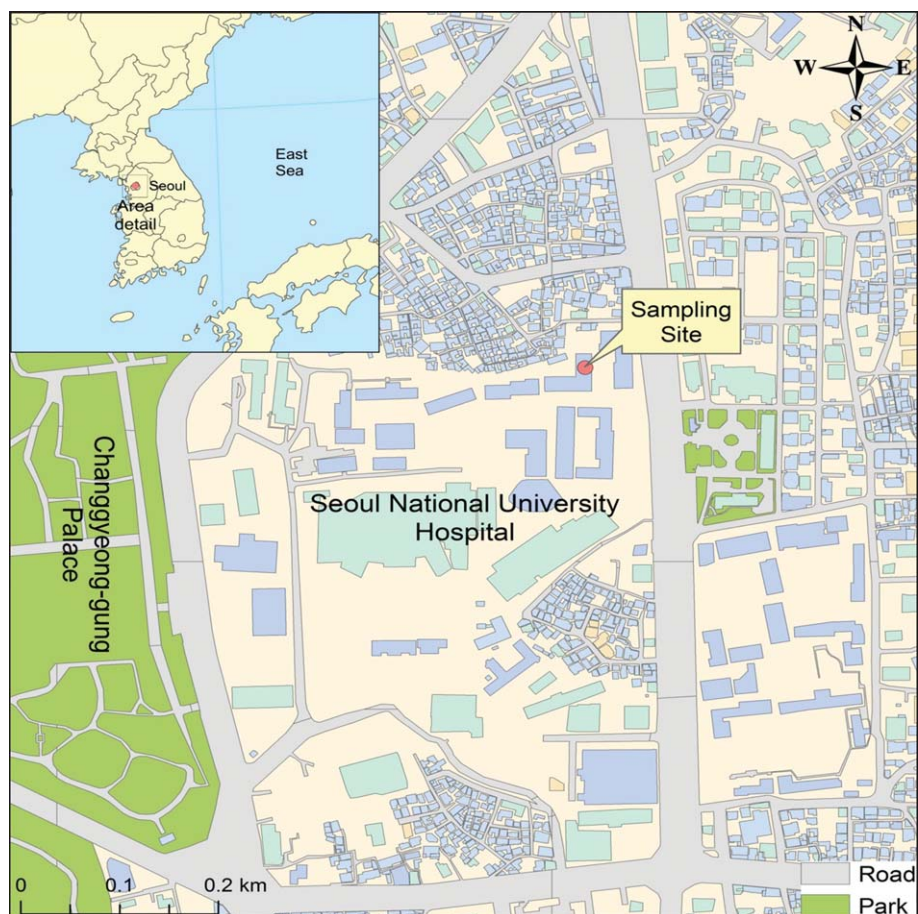 N
W E
S
East
Sea
Seoul
Area
detail
Sampling
Site
Changgyeong-gung
Palace
Seoul National University
Hospital
0 0.1 0.2 km
Road
Park